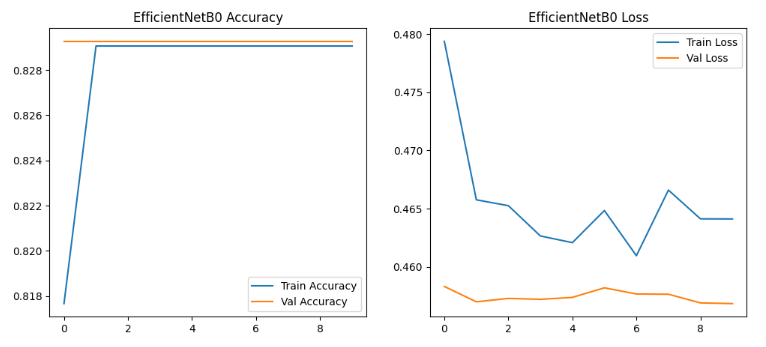 EfficientNetB0 Accuracy
0.828
0.826
0.824
0.822
0.820
0.818
Train Accuracy
Val Accuracy
0 2 4 6 8
EfficientNetB0 Loss
0.480
0.475
0.470
0.465
0.460
Train Loss
Val Loss
0 2 4 6 8